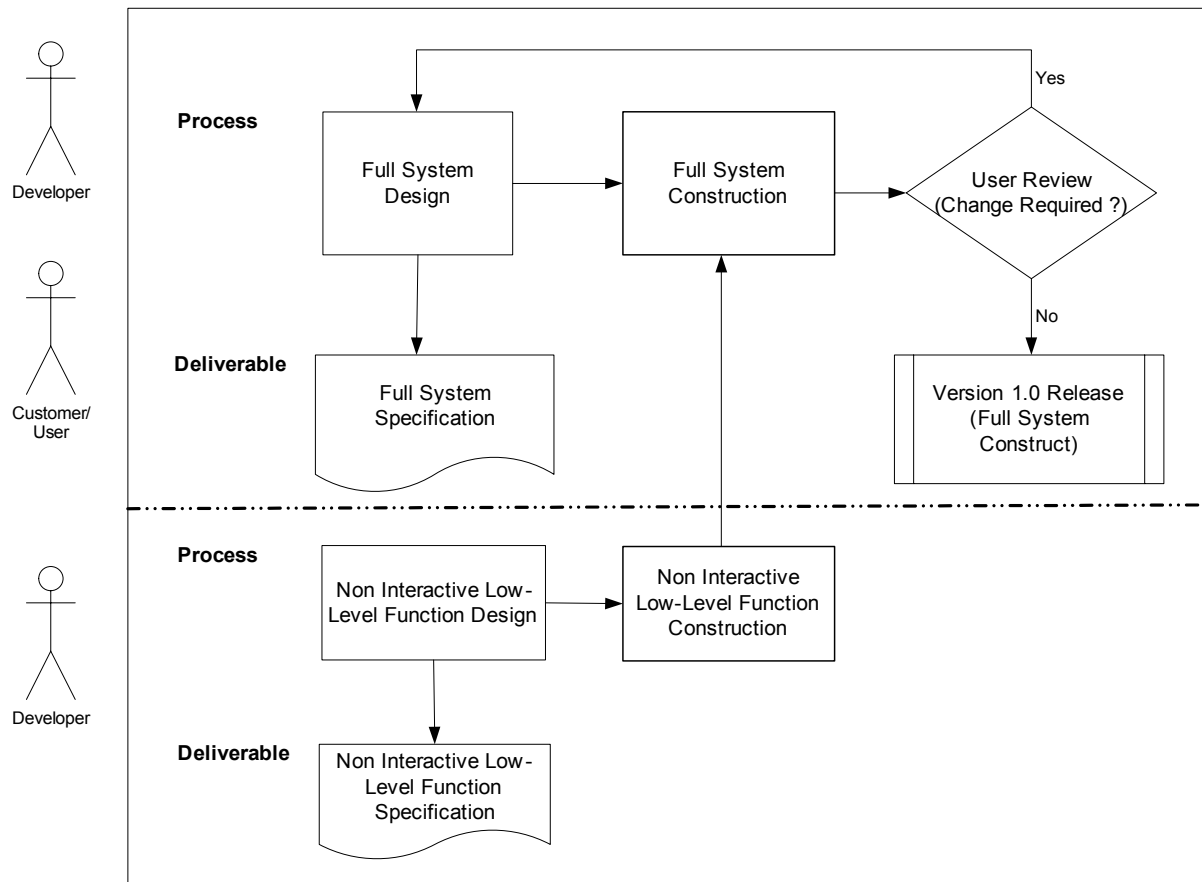 Yes
Process
Full System
Design
Full System
Construction
User Review
(Change Required ?)
Developer
No
Deliverable
Full System
Specification
Version 1.0 Release
(Full System
Construct)
Customer/
User
Process
Non Interactive Low-
Level Function Design
Non Interactive
Low-Level Function
Construction
Developer
Deliverable
Non Interactive Low-
Level Function
Specification